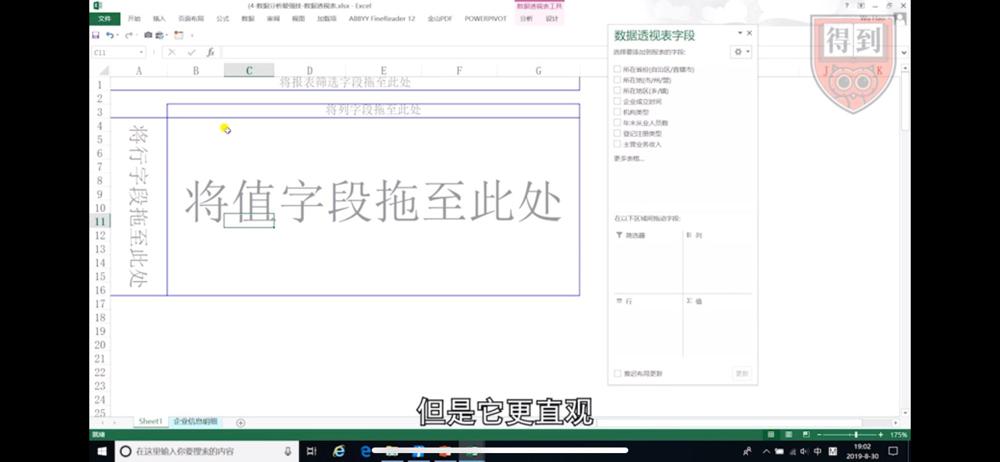 (4-数据分析最强技-数据透视表.xlsx - Excel
数据透视表工具
文件 开始 插入 页面布局 公式 数据 审阅 视图 加载项 ABBYY FineReader 12 金山PDF POWERPIVOT 分析 设计
C11
fx
A B C D E F G
1 2 3 4 5 6 7 8 9 10 11 12 13 14 15 16 17 18 19 20 21 22 23 24 25
将报表筛选字段拖至此处
将列字段拖至此处
将行字段拖至此处
将值字段拖至此处
数据透视表字段
选择要添加到报表的字段:
所在省份(自治区/直辖市)
所在地(市/州/盟)
所在地区(乡/镇)
企业成立时间
机构类型
年末从业人员数
登记注册类型
主营业务收入
更多表格...
在以下区域间拖动字段:
筛选器
列
行
Σ 值
推迟布局更新
更新
得到
J K
但是它更直观
Sheet1 企业信息明细
就绪
175%
在这里输入你要搜索的内容
中 M
19:02
2019-8-30